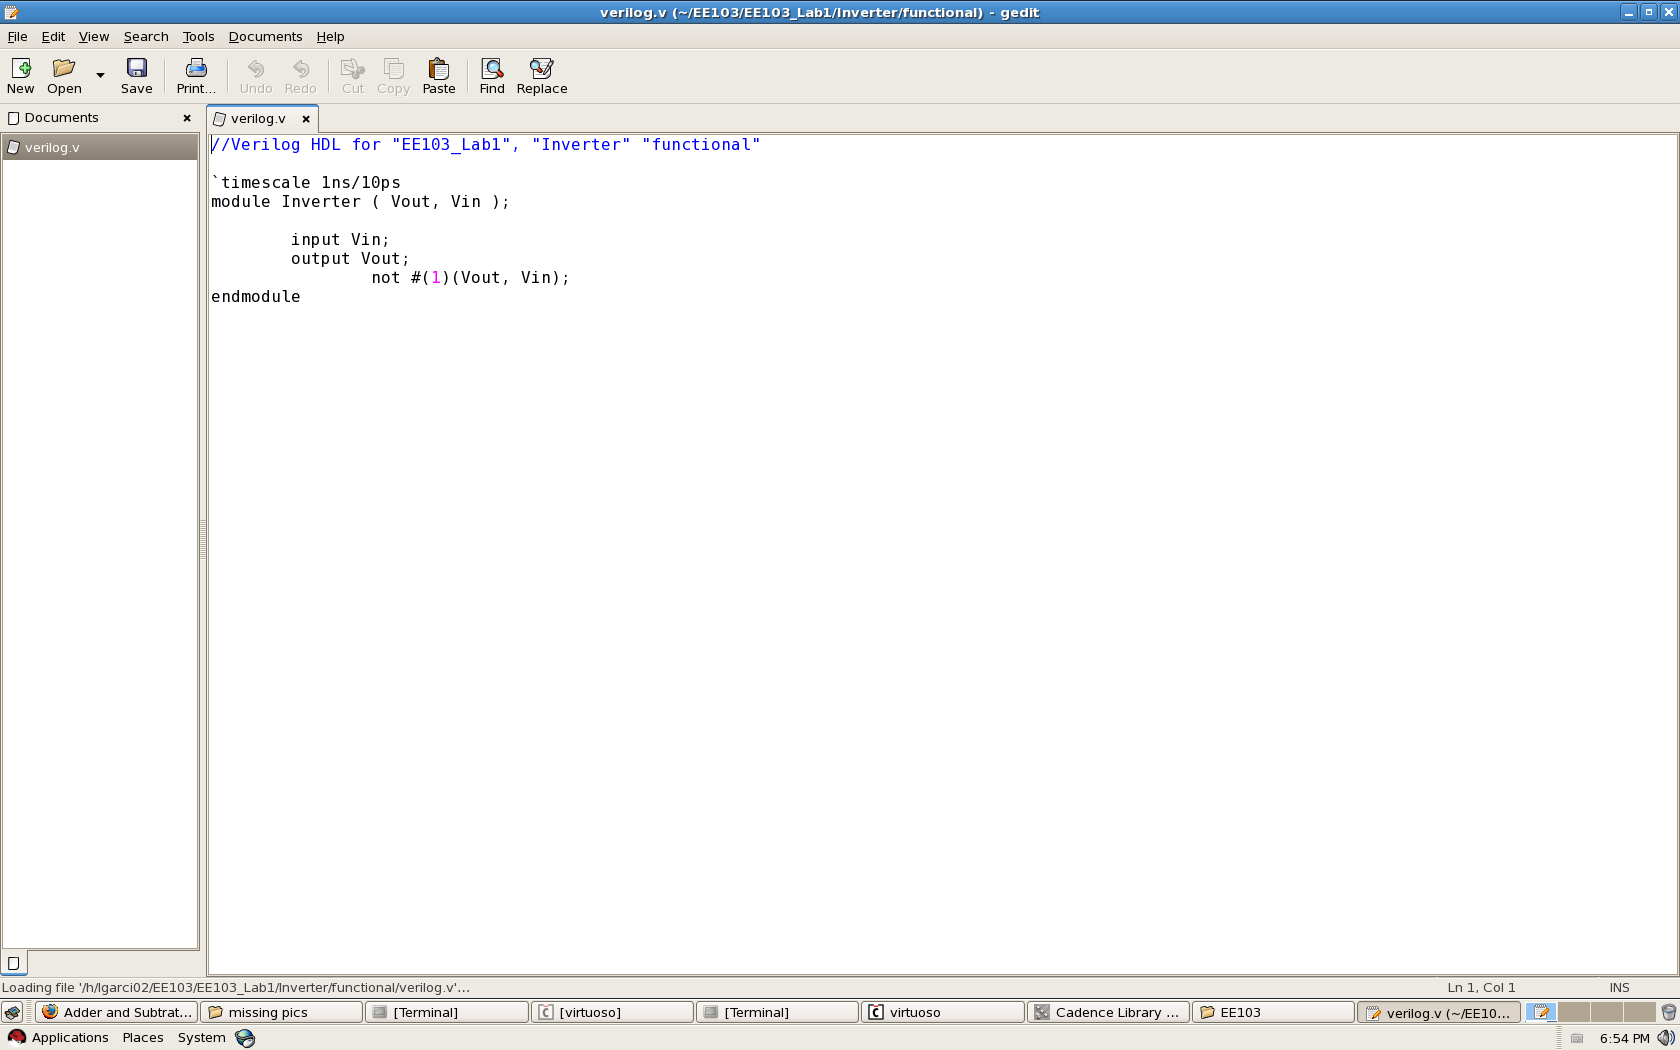 verilog.v (~/EE103/EE103_Lab1/Inverter/functional) - gedit
File Edit View Search Tools Documents Help
New Open Save Print... Undo Redo Cut Copy Paste Find Replace
Documents
verilog.v
verilog.v
//Verilog HDL for "EE103_Lab1", "Inverter" "functional"
`timescale 1ns/10ps
module Inverter ( Vout, Vin );
input Vin;
output Vout;
not #(1)(Vout, Vin);
endmodule
Loading file '/h/lgarci02/EE103/EE103_Lab1/Inverter/functional/verilog.v'... Ln 1, Col 1 INS
Adder and Subtrat... missing pics [Terminal] [virtuoso] [Terminal] virtuoso Cadence Library ... EE103 verilog.v (~/EE10...
Applications Places System 6:54 PM